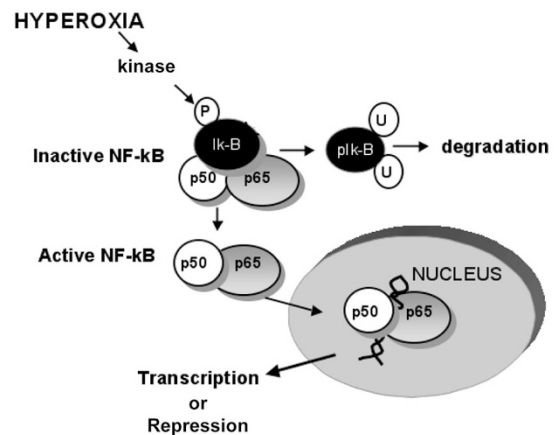 HYPEROXIA
kinase
P
Ik-B
Inactive NF-kB
p50
p65
pIk-B
U
U
degradation
Active NF-kB
p50
p65
NUCLEUS
p50
p65
Transcription
or
Repression